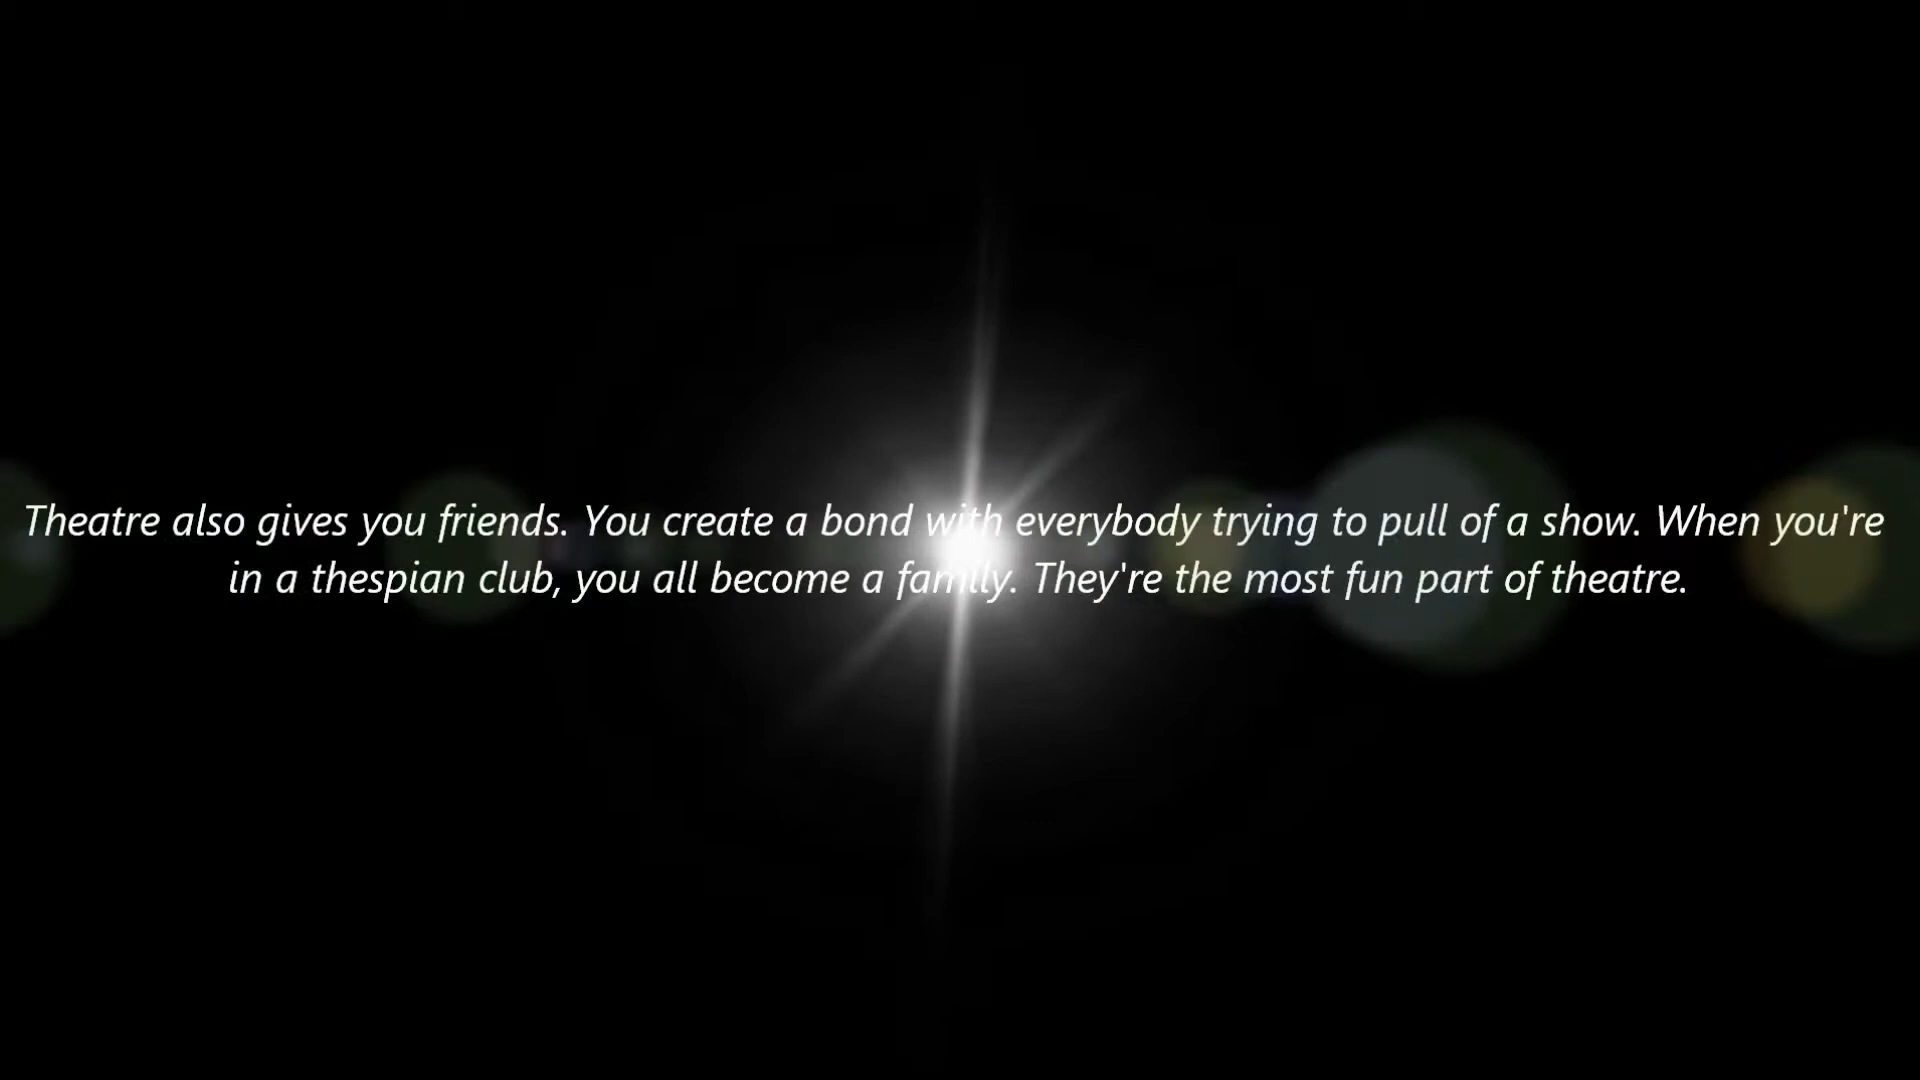 Theatre also gives you friends. You create a bond with everybody trying to pull of a show. When you're
in a thespian club, you all become a family. They're the most fun part of theatre.